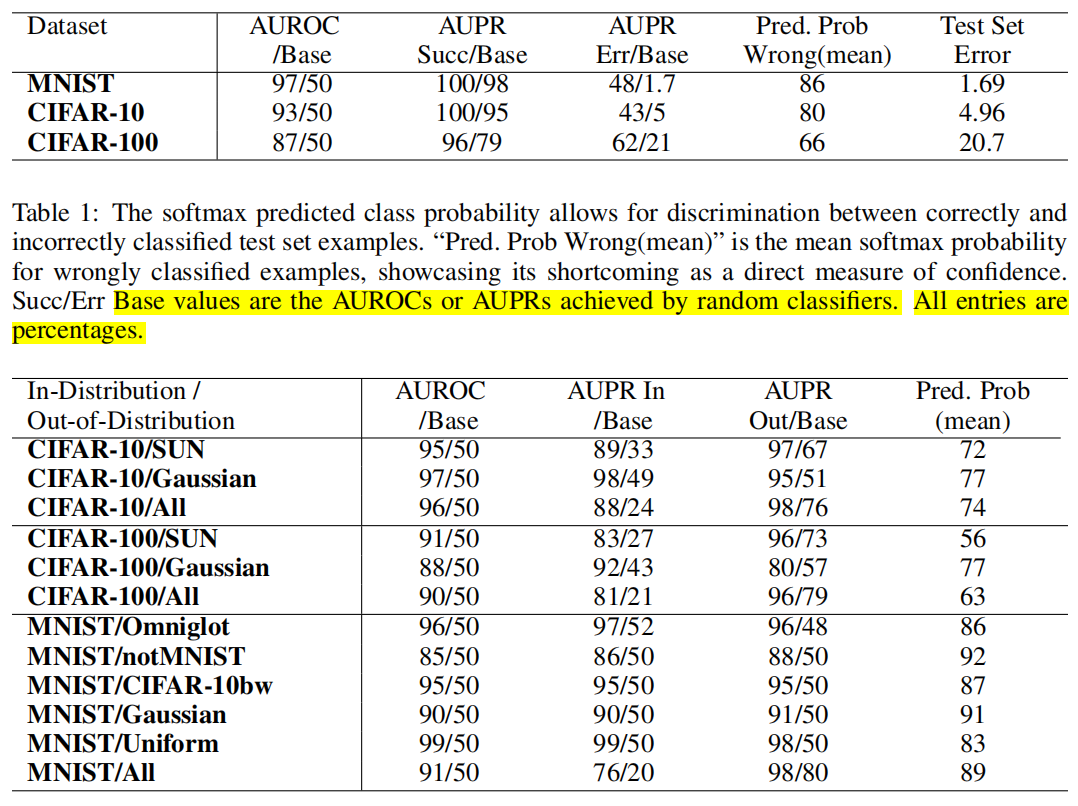 Dataset AUROC AUPR AUPR Pred. Prob Test Set
/Base Succ/Base Err/Base Wrong(mean) Error
MNIST 97/50 100/98 48/1.7 86 1.69
CIFAR-10 93/50 100/95 43/5 80 4.96
CIFAR-100 87/50 96/79 62/21 66 20.7
Table 1: The softmax predicted class probability allows for discrimination between correctly and
incorrectly classified test set examples. “Pred. Prob Wrong(mean)” is the mean softmax probability
for wrongly classified examples, showcasing its shortcoming as a direct measure of confidence.
Succ/Err Base values are the AUROCs or AUPRs achieved by random classifiers. All entries are
percentages.
In-Distribution / AUROC AUPR In AUPR Pred. Prob
Out-of-Distribution /Base /Base Out/Base (mean)
CIFAR-10/SUN 95/50 89/33 97/67 72
CIFAR-10/Gaussian 97/50 98/49 95/51 77
CIFAR-10/All 96/50 88/24 98/76 74
CIFAR-100/SUN 91/50 83/27 96/73 56
CIFAR-100/Gaussian 88/50 92/43 80/57 77
CIFAR-100/All 90/50 81/21 96/79 63
MNIST/Omniglot 96/50 97/52 96/48 86
MNIST/notMNIST 85/50 86/50 88/50 92
MNIST/CIFAR-10bw 95/50 95/50 95/50 87
MNIST/Gaussian 90/50 90/50 91/50 91
MNIST/Uniform 99/50 99/50 98/50 83
MNIST/All 91/50 76/20 98/80 89